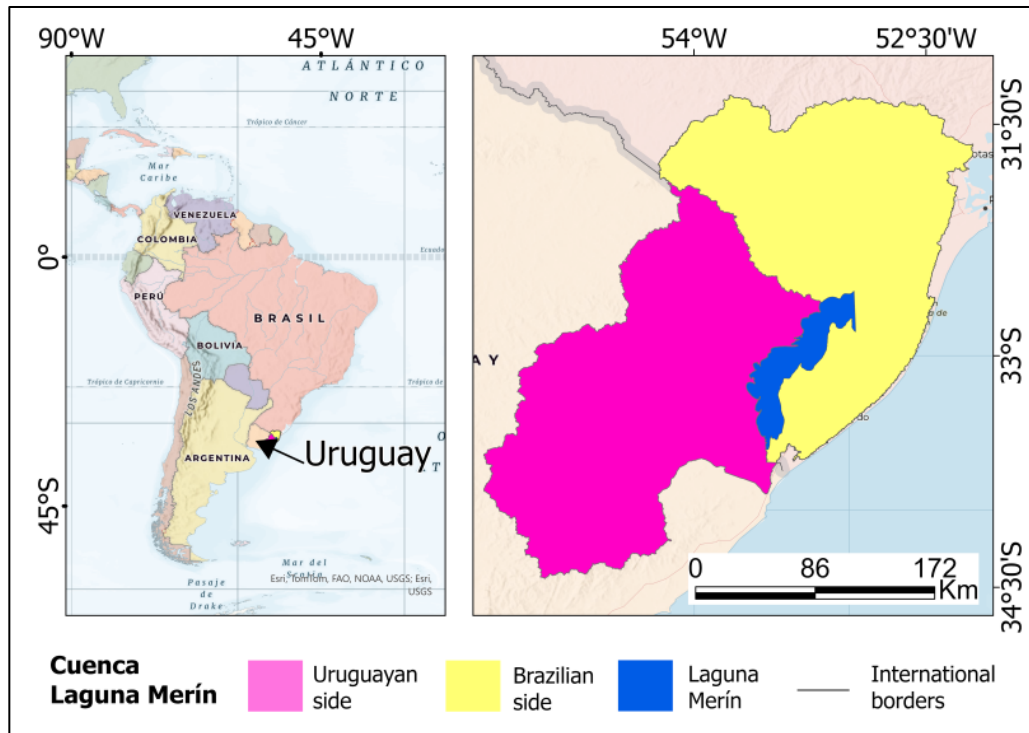 90°W
45°W
54°W
52°30'W
ATLÁNTICO
NORTE
Trópico de Cáncer
Mar
Caribe
VENEZUELA
COLOMBIA
0°
PERÚ
BRASIL
BOLIVIA
Trópico de Capricornio
Trópico de
LOS ANDES
Uruguay
ARGENTINA
45°S
Mar del
Esri, TomTom, FAO, NOAA, USGS; Esri,
USGS
Pasaje
de
Drake
31°30'S
otas
A Y
33°S
0 86 172
Km
34°30'S
Cuenca
Laguna Merín
Uruguayan
side
Brazilian
side
Laguna
Merín
International
borders